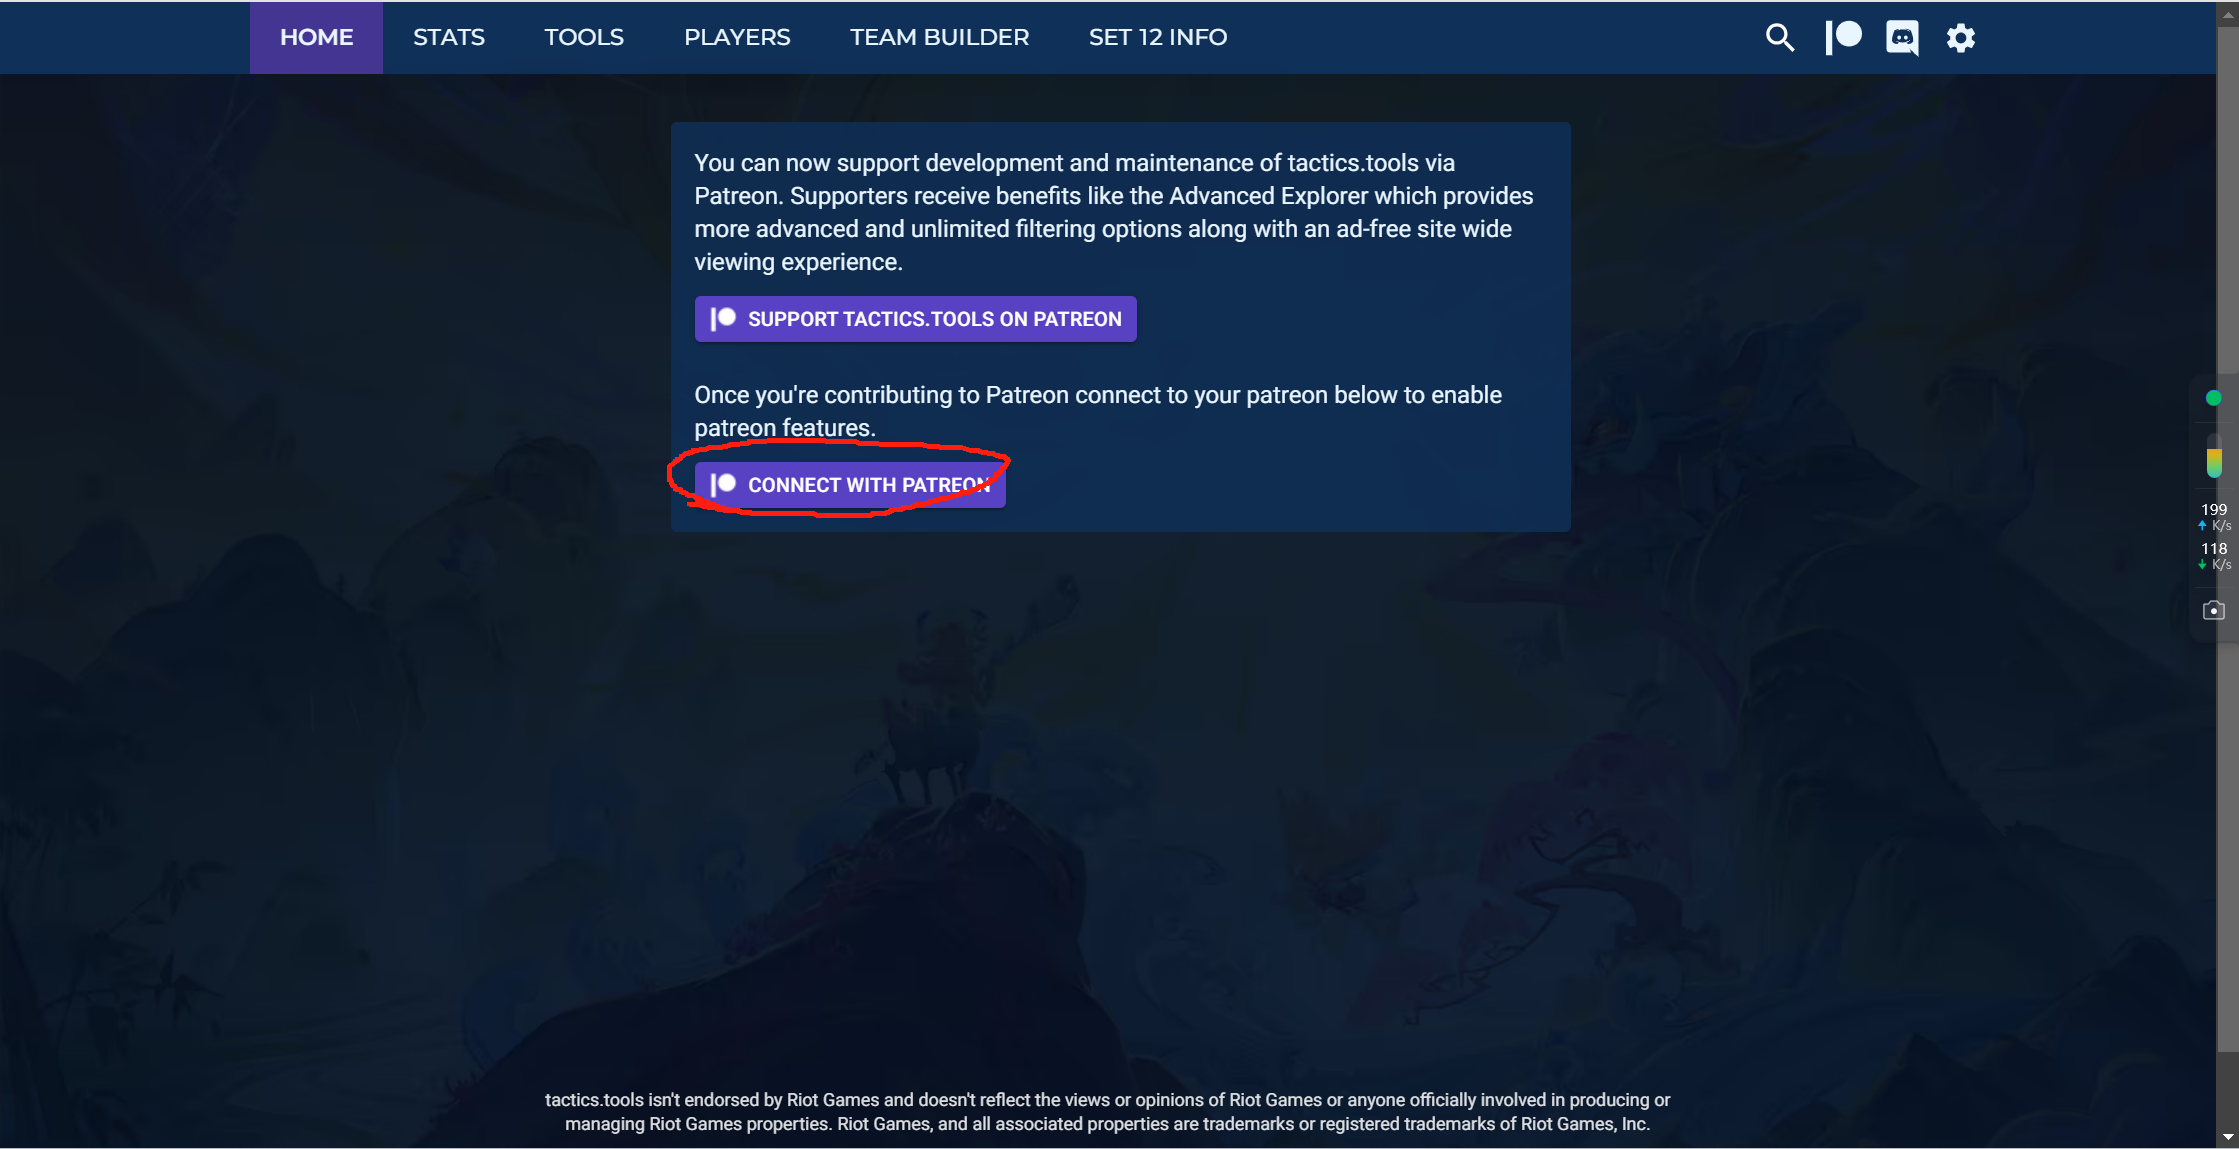 HOME STATS TOOLS PLAYERS TEAM BUILDER SET 12 INFO
You can now support development and maintenance of tactics.tools via
Patreon. Supporters receive benefits like the Advanced Explorer which provides
more advanced and unlimited filtering options along with an ad-free site wide
viewing experience.
SUPPORT TACTICS.TOOLS ON PATREON
Once you're contributing to Patreon connect to your patreon below to enable
patreon features.
CONNECT WITH PATREON
199
K/s
118
K/s
tactics.tools isn't endorsed by Riot Games and doesn't reflect the views or opinions of Riot Games or anyone officially involved in producing or
managing Riot Games properties. Riot Games, and all associated properties are trademarks or registered trademarks of Riot Games, Inc.